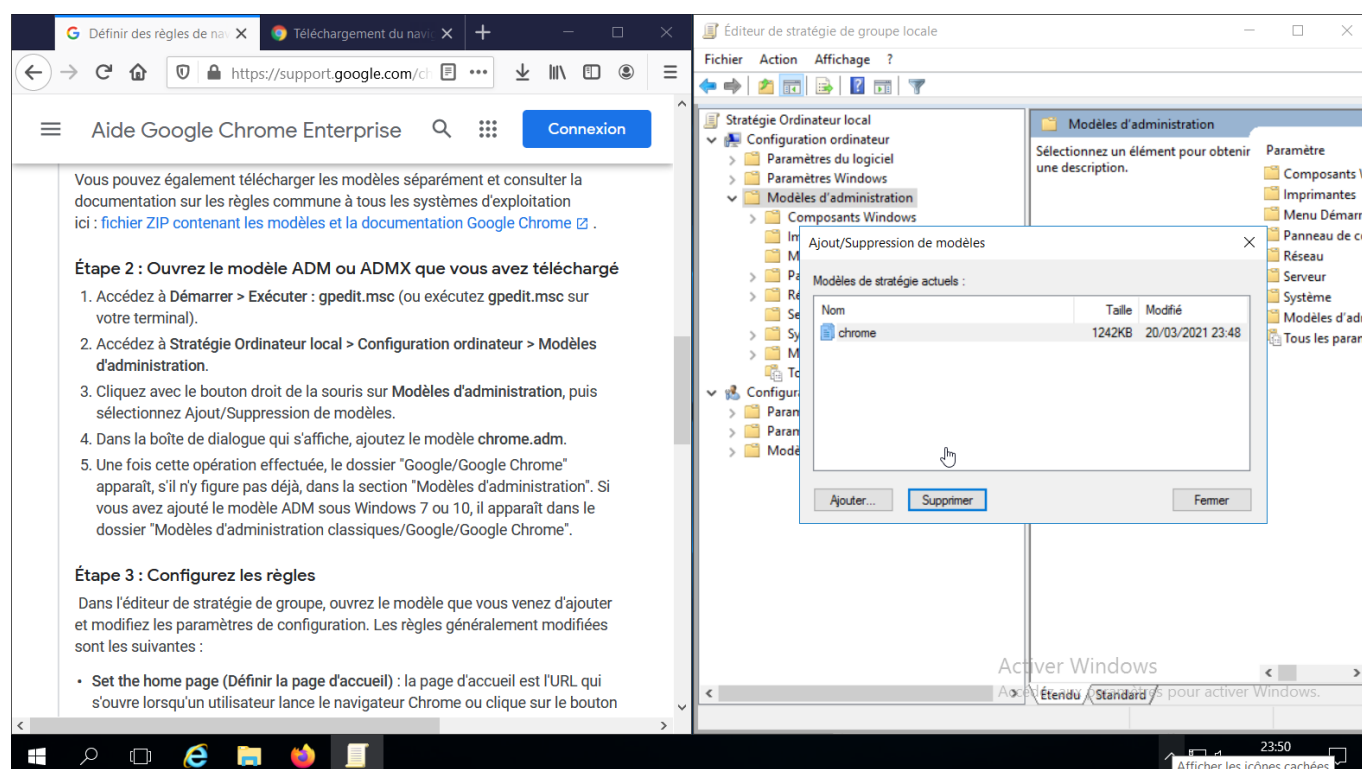 Définir des règles de nav
Téléchargement du navig
https://support.google.com/ch
Aide Google Chrome Enterprise
Connexion
Vous pouvez également télécharger les modèles séparément et consulter la
documentation sur les règles commune à tous les systèmes d'exploitation
ici : fichier ZIP contenant les modèles et la documentation Google Chrome .
Étape 2 : Ouvrez le modèle ADM ou ADMX que vous avez téléchargé
1. Accédez à Démarrer > Exécuter : gpedit.msc (ou exécutez gpedit.msc sur
votre terminal).
2. Accédez à Stratégie Ordinateur local > Configuration ordinateur > Modèles
d'administration.
3. Cliquez avec le bouton droit de la souris sur Modèles d'administration, puis
sélectionnez Ajout/Suppression de modèles.
4. Dans la boîte de dialogue qui s'affiche, ajoutez le modèle chrome.adm.
5. Une fois cette opération effectuée, le dossier "Google/Google Chrome"
apparaît, s'il n'y figure pas déjà, dans la section "Modèles d'administration". Si
vous avez ajouté le modèle ADM sous Windows 7 ou 10, il apparaît dans le
dossier "Modèles d'administration classiques/Google/Google Chrome".
Étape 3 : Configurez les règles
Dans l'éditeur de stratégie de groupe, ouvrez le modèle que vous venez d'ajouter
et modifiez les paramètres de configuration. Les règles généralement modifiées
sont les suivantes :
• Set the home page (Définir la page d'accueil) : la page d'accueil est l'URL qui
s'ouvre lorsqu'un utilisateur lance le navigateur Chrome ou clique sur le bouton
Éditeur de stratégie de groupe locale
Fichier Action Affichage ?
Stratégie Ordinateur local
Configuration ordinateur
Paramètres du logiciel
Paramètres Windows
Modèles d'administration
Composants Windows
Im
M
Pa
Ré
Se
Sy
M
To
Configura
Param
Param
Modè
Modèles d'administration
Sélectionnez un élément pour obtenir
une description.
Paramètre
Composants W
Imprimantes
Menu Démarr
Panneau de co
Réseau
Serveur
Système
Modèles d'adm
Tous les param
Ajout/Suppression de modèles
Modèles de stratégie actuels :
Nom Taille Modifié
chrome 1242KB 20/03/2021 23:48
Ajouter... Supprimer Fermer
Activer Windows
Étendu Standard
pour activer Windows.
23:50
Afficher les icônes cachées